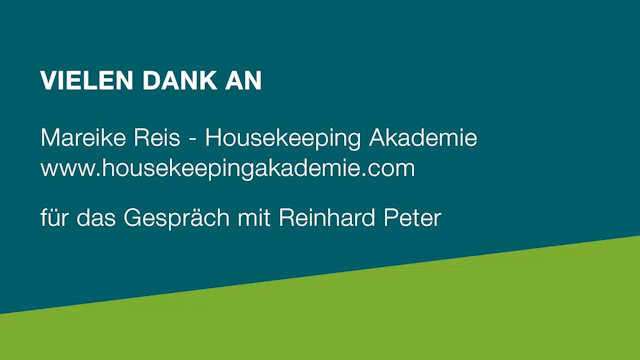 VIELEN DANK AN
Mareike Reis - Housekeeping Akademie
www.housekeepingakademie.com
für das Gespräch mit Reinhard Peter